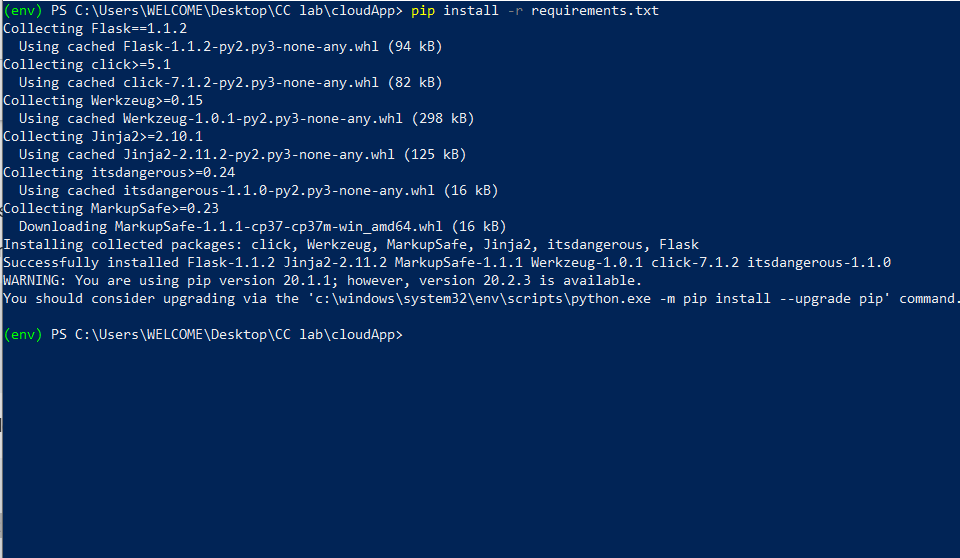 (env) PS C:\Users\WELCOME\Desktop\CC lab\cloudApp> pip install -r requirements.txt
Collecting Flask==1.1.2
  Using cached Flask-1.1.2-py2.py3-none-any.whl (94 kB)
Collecting click>=5.1
  Using cached click-7.1.2-py2.py3-none-any.whl (82 kB)
Collecting Werkzeug>=0.15
  Using cached Werkzeug-1.0.1-py2.py3-none-any.whl (298 kB)
Collecting Jinja2>=2.10.1
  Using cached Jinja2-2.11.2-py2.py3-none-any.whl (125 kB)
Collecting itsdangerous>=0.24
  Using cached itsdangerous-1.1.0-py2.py3-none-any.whl (16 kB)
Collecting MarkupSafe>=0.23
  Downloading MarkupSafe-1.1.1-cp37-cp37m-win_amd64.whl (16 kB)
Installing collected packages: click, Werkzeug, MarkupSafe, Jinja2, itsdangerous, Flask
Successfully installed Flask-1.1.2 Jinja2-2.11.2 MarkupSafe-1.1.1 Werkzeug-1.0.1 click-7.1.2 itsdangerous-1.1.0
WARNING: You are using pip version 20.1.1; however, version 20.2.3 is available.
You should consider upgrading via the 'c:\windows\system32\env\scripts\python.exe -m pip install --upgrade pip' command.
(env) PS C:\Users\WELCOME\Desktop\CC lab\cloudApp>